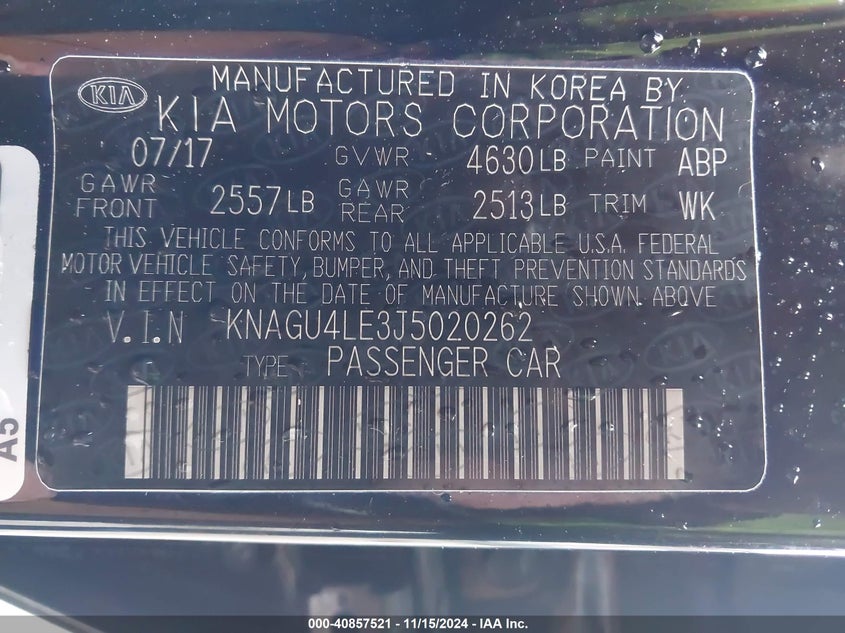 KIA
MANUFACTURED IN KOREA BY
KIA MOTORS CORPORATION
07/17 GVWR 4630LB PAINT ABP
GAWR FRONT 2557LB GAWR REAR 2513LB TRIM WK
THIS VEHICLE CONFORMS TO ALL APPLICABLE U.S.A. FEDERAL
MOTOR VEHICLE SAFETY, BUMPER, AND THEFT PREVENTION STANDARDS
IN EFFECT ON THE DATE OF MANUFACTURE SHOWN ABOVE
V.I.N KNAGU4LE3J5020262
TYPE PASSENGER CAR
A5
000-40857521 - 11/15/2024 - IAA Inc.